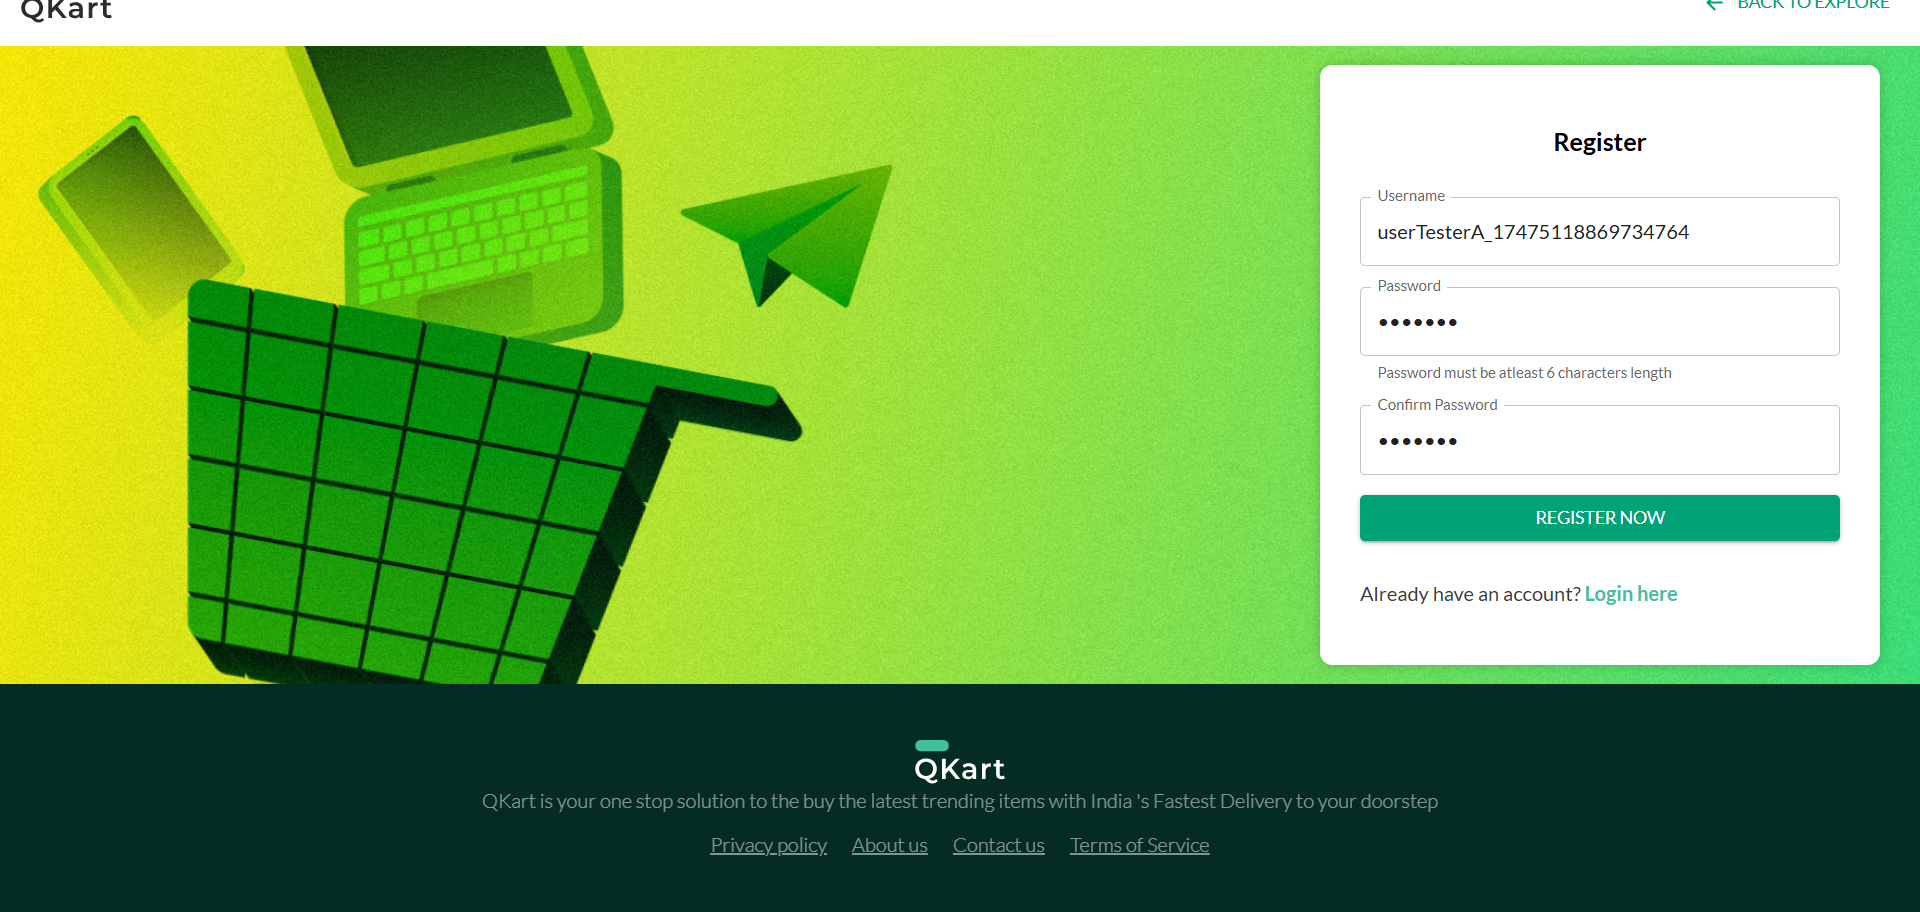 QKart
BACK TO EXPLORE
Register
Username
userTesterA_17475118869734764
Password
•••••••
Password must be atleast 6 characters length
Confirm Password
•••••••
REGISTER NOW
Already have an account? Login here
QKart
QKart is your one stop solution to the buy the latest trending items with India 's Fastest Delivery to your doorstep
Privacy policy About us Contact us Terms of Service